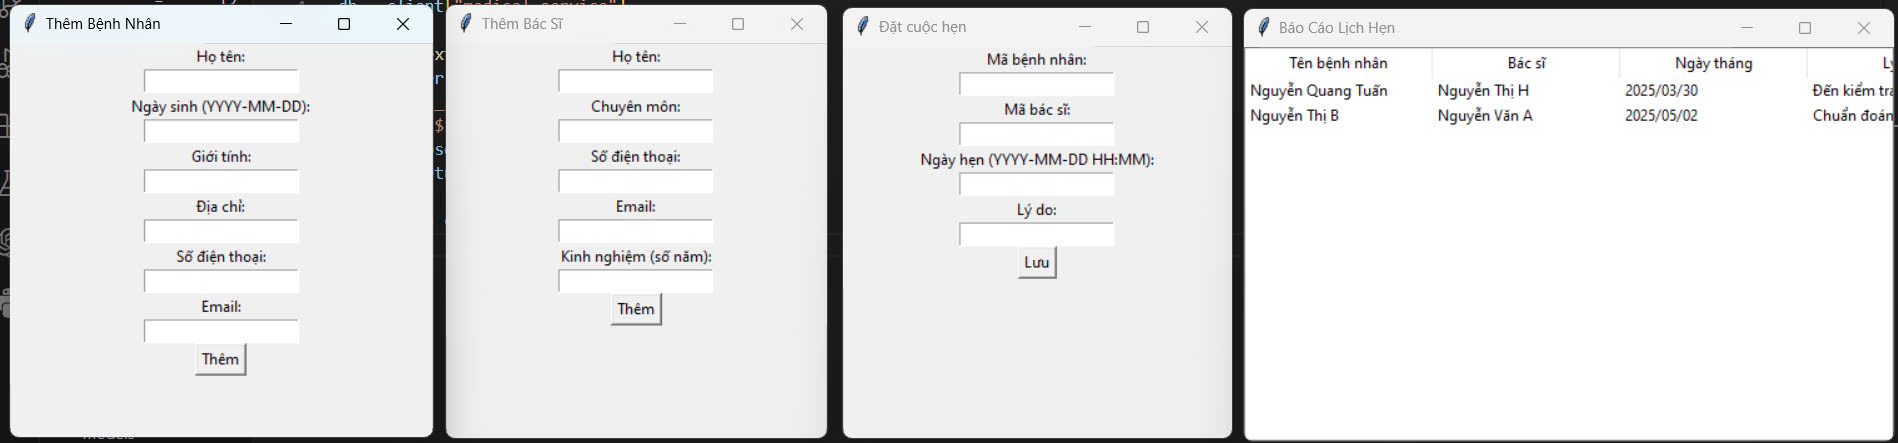 db = client["medical_service"]
Thêm Bệnh Nhân
Họ tên:
Ngày sinh (YYYY-MM-DD):
Giới tính:
Địa chỉ:
Số điện thoại:
Email:
Thêm
Thêm Bác Sĩ
Họ tên:
Chuyên môn:
Số điện thoại:
Email:
Kinh nghiệm (số năm):
Thêm
Đặt cuộc hẹn
Mã bệnh nhân:
Mã bác sĩ:
Ngày hẹn (YYYY-MM-DD HH:MM):
Lý do:
Lưu
Báo Cáo Lịch Hẹn
Tên bệnh nhân Bác sĩ Ngày tháng
Nguyễn Quang Tuấn Nguyễn Thị H 2025/03/30 Đến kiểm tra
Nguyễn Thị B Nguyễn Văn A 2025/05/02 Chuẩn đoán
models